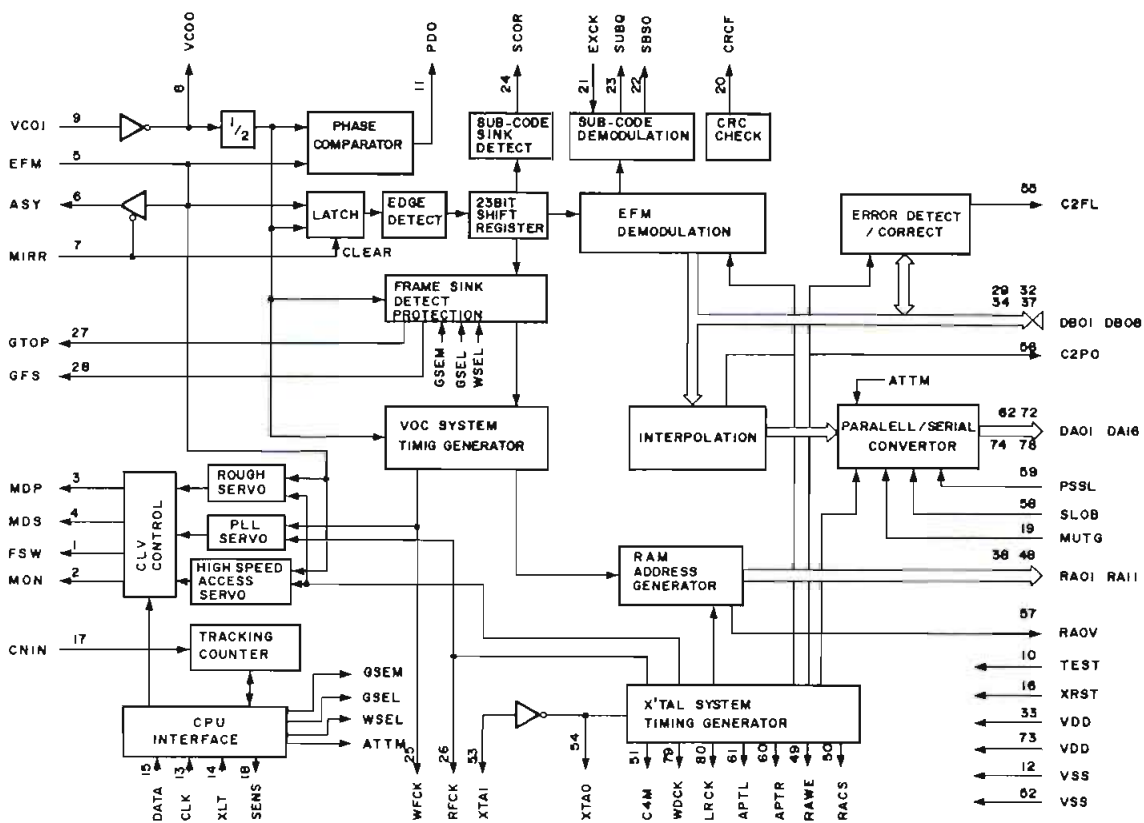 VCOO
PDO
SCOR
EXCK
SUBQ
SBSO
CRCF
8
11
24
21
23
22
20
VCOI 9
1/2
PHASE
COMPARATOR
SUB-CODE
SINK
DETECT
SUB-CODE
DEMODULATION
CRC
CHECK
EFM 5
ASY 6
MIRR 7
LATCH
CLEAR
EDGE
DETECT
23BIT
SHIFT
REGISTER
EFM
DEMODULATION
ERROR DETECT
/ CORRECT
55
C2FL
FRAME SINK
DETECT
PROTECTION
GSEM
GSEL
WSEL
29 32
34 37
DB01 DB08
56
C2PO
GTOP 27
GFS 28
ATTM
VOC SYSTEM
TIMIG GENERATOR
INTERPOLATION
PARALELL/SERIAL
CONVERTOR
62 72
74 78
DA01 DA16
59
PSSL
58
SLOB
19
MUTG
MDP 3
MDS 4
FSW 1
MON 2
CLV
CONTROL
ROUGH
SERVO
PLL
SERVO
HIGH SPEED
ACCESS
SERVO
RAM
ADDRESS
GENERATOR
38 48
RA01 RA11
57
RAOV
CNIN 17
TRACKING
COUNTER
10
TEST
16
XRST
33
VDD
73
VDD
12
VSS
52
VSS
CPU
INTERFACE
GSEM
GSEL
WSEL
ATTM
X'TAL SYSTEM
TIMING GENERATOR
15
13
14
18
25
26
53
54
51
79
80
61
60
49
50
DATA
CLK
XLT
SENS
WFCK
RFCK
XTAI
XTAO
C4M
WDCK
LRCK
APTL
APTR
RAWE
RACS